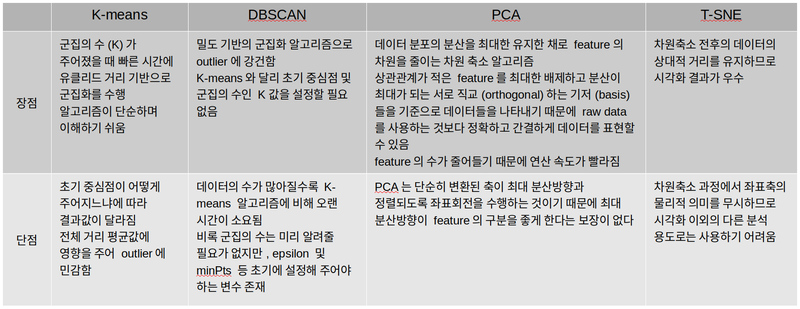 K-means
DBSCAN
PCA
T-SNE
장점
군집의 수 (K) 가
주어졌을 때 빠른 시간에
유클리드 거리 기반으로
군집화를 수행
알고리즘이 단순하며
이해하기 쉬움
밀도 기반의 군집화 알고리즘으로
outlier 에 강건함
K-means 와 달리 초기 중심점 및
군집의 수인 K 값을 설정할 필요
없음
데이터 분포의 분산을 최대한 유지한 채로 feature 의
차원을 줄이는 차원 축소 알고리즘
상관관계가 적은 feature 를 최대한 배제하고 분산이
최대가 되는 서로 직교 (orthogonal) 하는 기저 (basis)
들을 기준으로 데이터들을 나타내기 때문에 raw data
를 사용하는 것보다 정확하고 간결하게 데이터를 표현할
수 있음
feature 의 수가 줄어들기 때문에 연산 속도가 빨라짐
차원축소 전후의 데이터의
상대적 거리를 유지하므로
시각화 결과가 우수
단점
초기 중심점이 어떻게
주어지느냐에 따라
결과값이 달라짐
전체 거리 평균값에
영향을 주어 outlier 에
민감함
데이터의 수가 많아질수록 K-
means 알고리즘에 비해 오랜
시간이 소요됨
비록 군집의 수는 미리 알려줄
필요가 없지만 , epsilon 및
minPts 등 초기에 설정해 주어야
하는 변수 존재
PCA 는 단순히 변환된 축이 최대 분산방향과
정렬되도록 좌표회전을 수행하는 것이기 때문에 최대
분산방향이 feature 의 구분을 좋게 한다는 보장이 없다
차원축소 과정에서 좌표축의
물리적 의미를 무시하므로
시각화 이외의 다른 분석
용도로는 사용하기 어려움